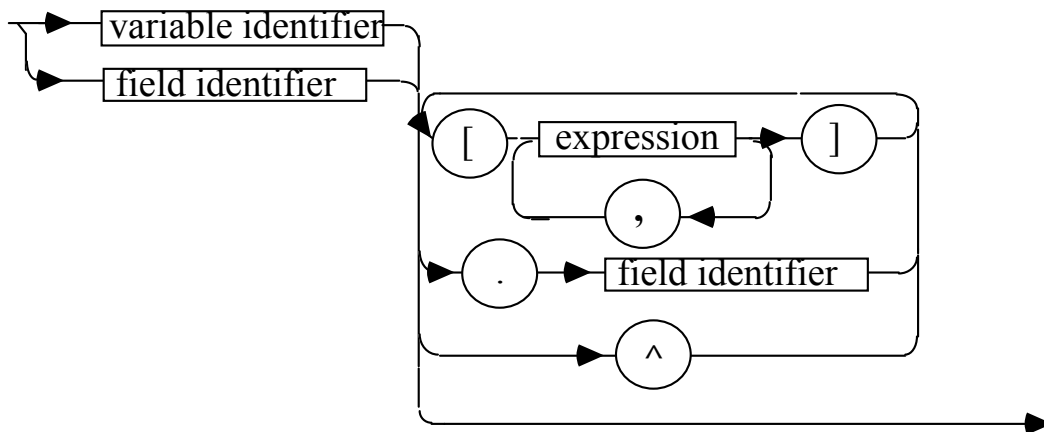 variable identifier
field identifier
[ expression ]
,
. field identifier
^